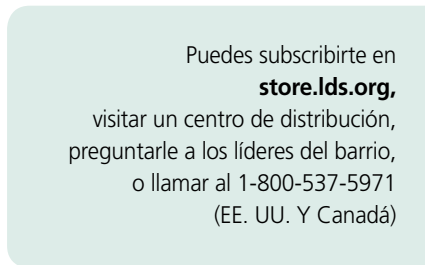 Puedes subscribirte en
store.lds.org,
visitar un centro de distribución,
preguntarle a los líderes del barrio,
o llamar al 1-800-537-5971
(EE. UU. Y Canadá)